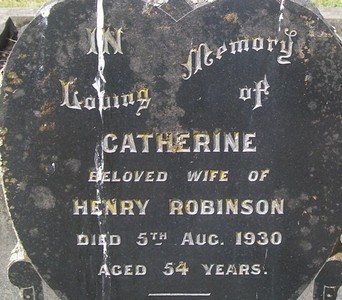 IN Memory
Loving of
CATHERINE
BELOVED WIFE OF
HENRY ROBINSON
DIED 5TH AUG. 1930
AGED 54 YEARS.